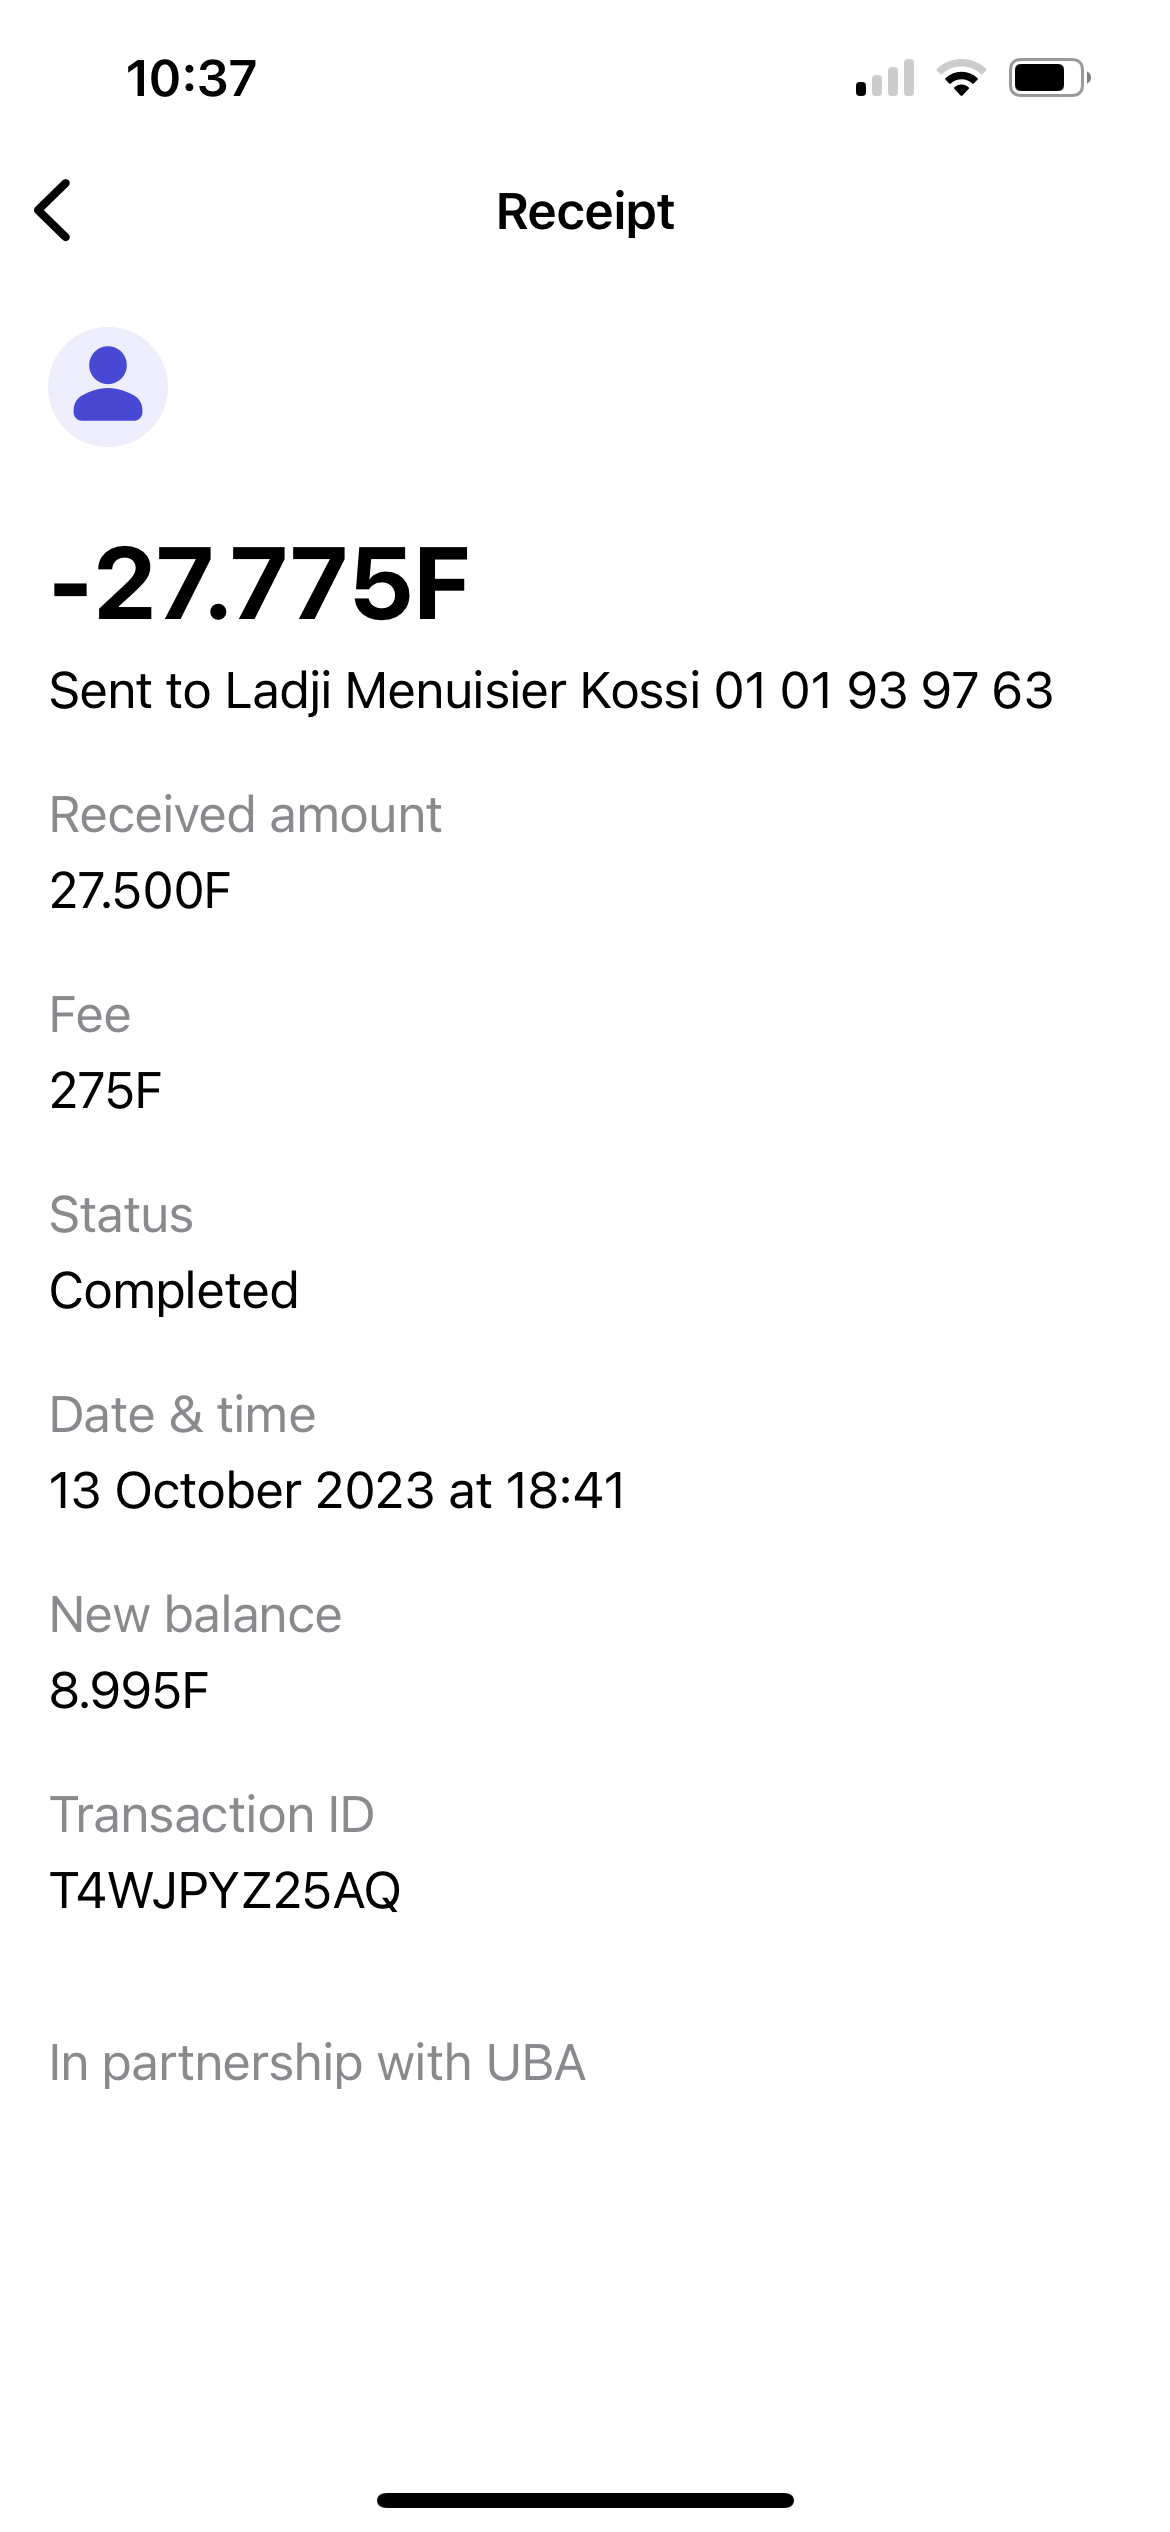 10:37
Receipt
-27.775F
Sent to Ladji Menuisier Kossi 01 01 93 97 63
Received amount
27.500F
Fee
275F
Status
Completed
Date & time
13 October 2023 at 18:41
New balance
8.995F
Transaction ID
T4WJPYZ25AQ
In partnership with UBA